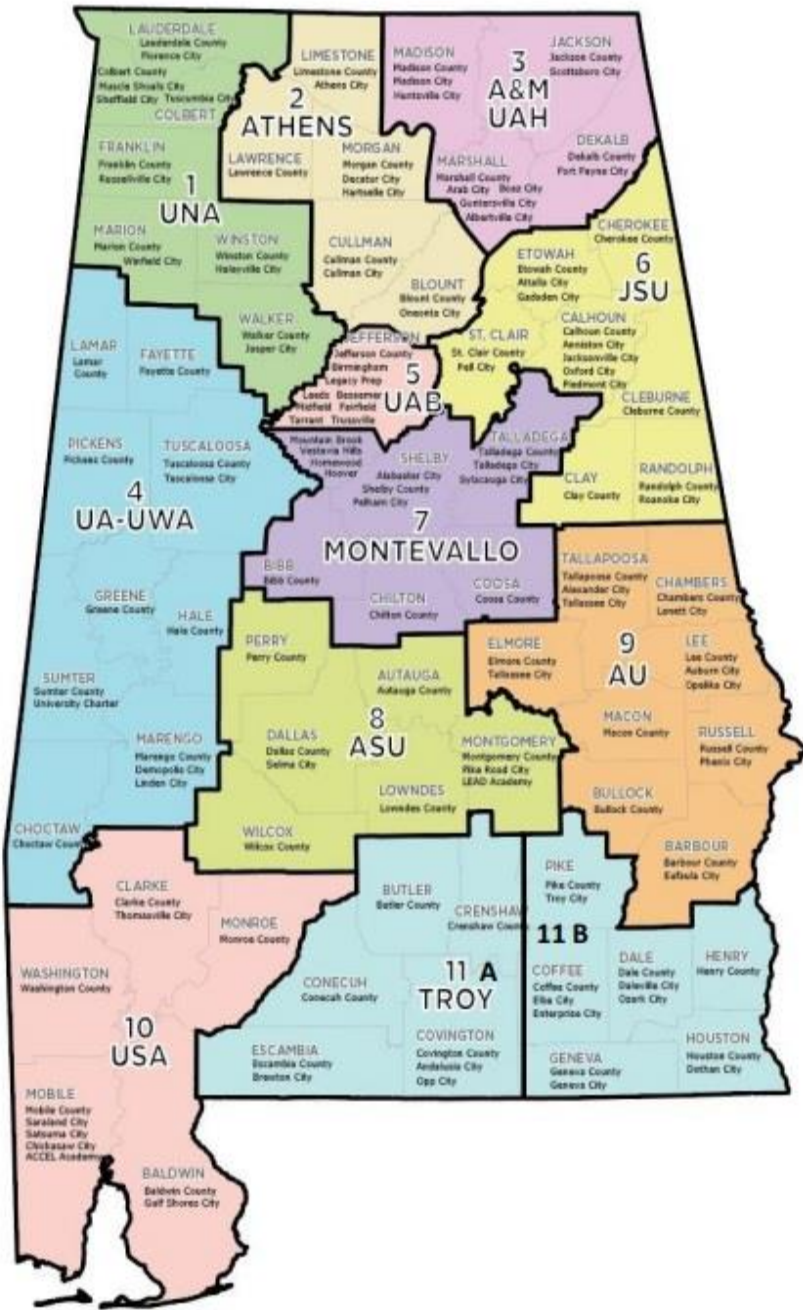 LAUDERDALE
Lauderdale County
Florence City
Colbert County
Muscle Shoals City
Sheffield City Tuscumbia City
COLBERT
FRANKLIN
Franklin County
Russellville City
1
UNA
MARION
Marion County
Winfield City
WINSTON
Winston County
Haleyville City
WALKER
Walker County
Jasper City
LIMESTONE
Limestone County
Athens City
2
ATHENS
LAWRENCE
Lawrence County
MORGAN
Morgan County
Decatur City
Hartselle City
CULLMAN
Cullman County
Cullman City
BLOUNT
Blount County
Oneonta City
MADISON
Madison County
Madison City
Huntsville City
JACKSON
Jackson County
Scottsboro City
3
A&M
UAH
DEKALB
Dekalb County
Fort Payne City
MARSHALL
Marshall County
Arab City Boaz City
Guntersville City
Albertville City
LAMAR
Lamar
County
FAYETTE
Fayette County
PICKENS
Pickens County
TUSCALOOSA
Tuscaloosa County
Tuscaloosa City
4
UA-UWA
GREENE
Greene County
HALE
Hale County
SUMTER
Sumter County
University Charter
MARENGO
Marengo County
Demopolis City
Linden City
CHOCTAW
Choctaw County
JEFFERSON
Jefferson County
Birmingham
Legacy Prep
Leeds Bessemer
Midfield Fairfield
Tarrant Trussville
5
UAB
CHEROKEE
Cherokee County
ETOWAH
Etowah County
Attalla City
Gadsden City
6
JSU
CALHOUN
Calhoun County
Anniston City
Jacksonville City
Oxford City
Piedmont City
ST. CLAIR
St. Clair County
Pell City
CLEBURNE
Cleburne County
CLAY
Clay County
RANDOLPH
Randolph County
Roanoke City
Mountain Brook
Vestavia Hills
Homewood
Hoover
SHELBY
Alabaster City
Shelby County
Pelham City
TALLADEGA
Talladega County
Talladega City
Sylacauga City
7
MONTEVALLO
BIBB
Bibb County
CHILTON
Chilton County
COOSA
Coosa County
PERRY
Perry County
AUTAUGA
Autauga County
DALLAS
Dallas County
Selma City
8
ASU
MONTGOMERY
Montgomery County
Pike Road City
LEAD Academy
LOWNDES
Lowndes County
WILCOX
Wilcox County
TALLAPOOSA
Tallapoosa County
Alexander City
Tallassee City
CHAMBERS
Chambers County
Lanett City
ELMORE
Elmore County
Tallassee City
9
AU
LEE
Lee County
Auburn City
Opelika City
MACON
Macon County
RUSSELL
Russell County
Phenix City
BULLOCK
Bullock County
BARBOUR
Barbour County
Eufaula City
CLARKE
Clarke County
Thomasville City
MONROE
Monroe County
WASHINGTON
Washington County
10
USA
MOBILE
Mobile County
Saraland City
Satsuma City
Chickasaw City
ACCEL Academy
BALDWIN
Baldwin County
Gulf Shores City
BUTLER
Butler County
CRENSHAW
Crenshaw County
CONECUH
Conecuh County
11 A
TROY
ESCAMBIA
Escambia County
Brewton City
COVINGTON
Covington County
Andalusia City
Opp City
PIKE
Pike County
Troy City
11 B
COFFEE
Coffee County
Elba City
Enterprise City
DALE
Dale County
Daleville City
Ozark City
HENRY
Henry County
GENEVA
Geneva County
Geneva City
HOUSTON
Houston County
Dothan City